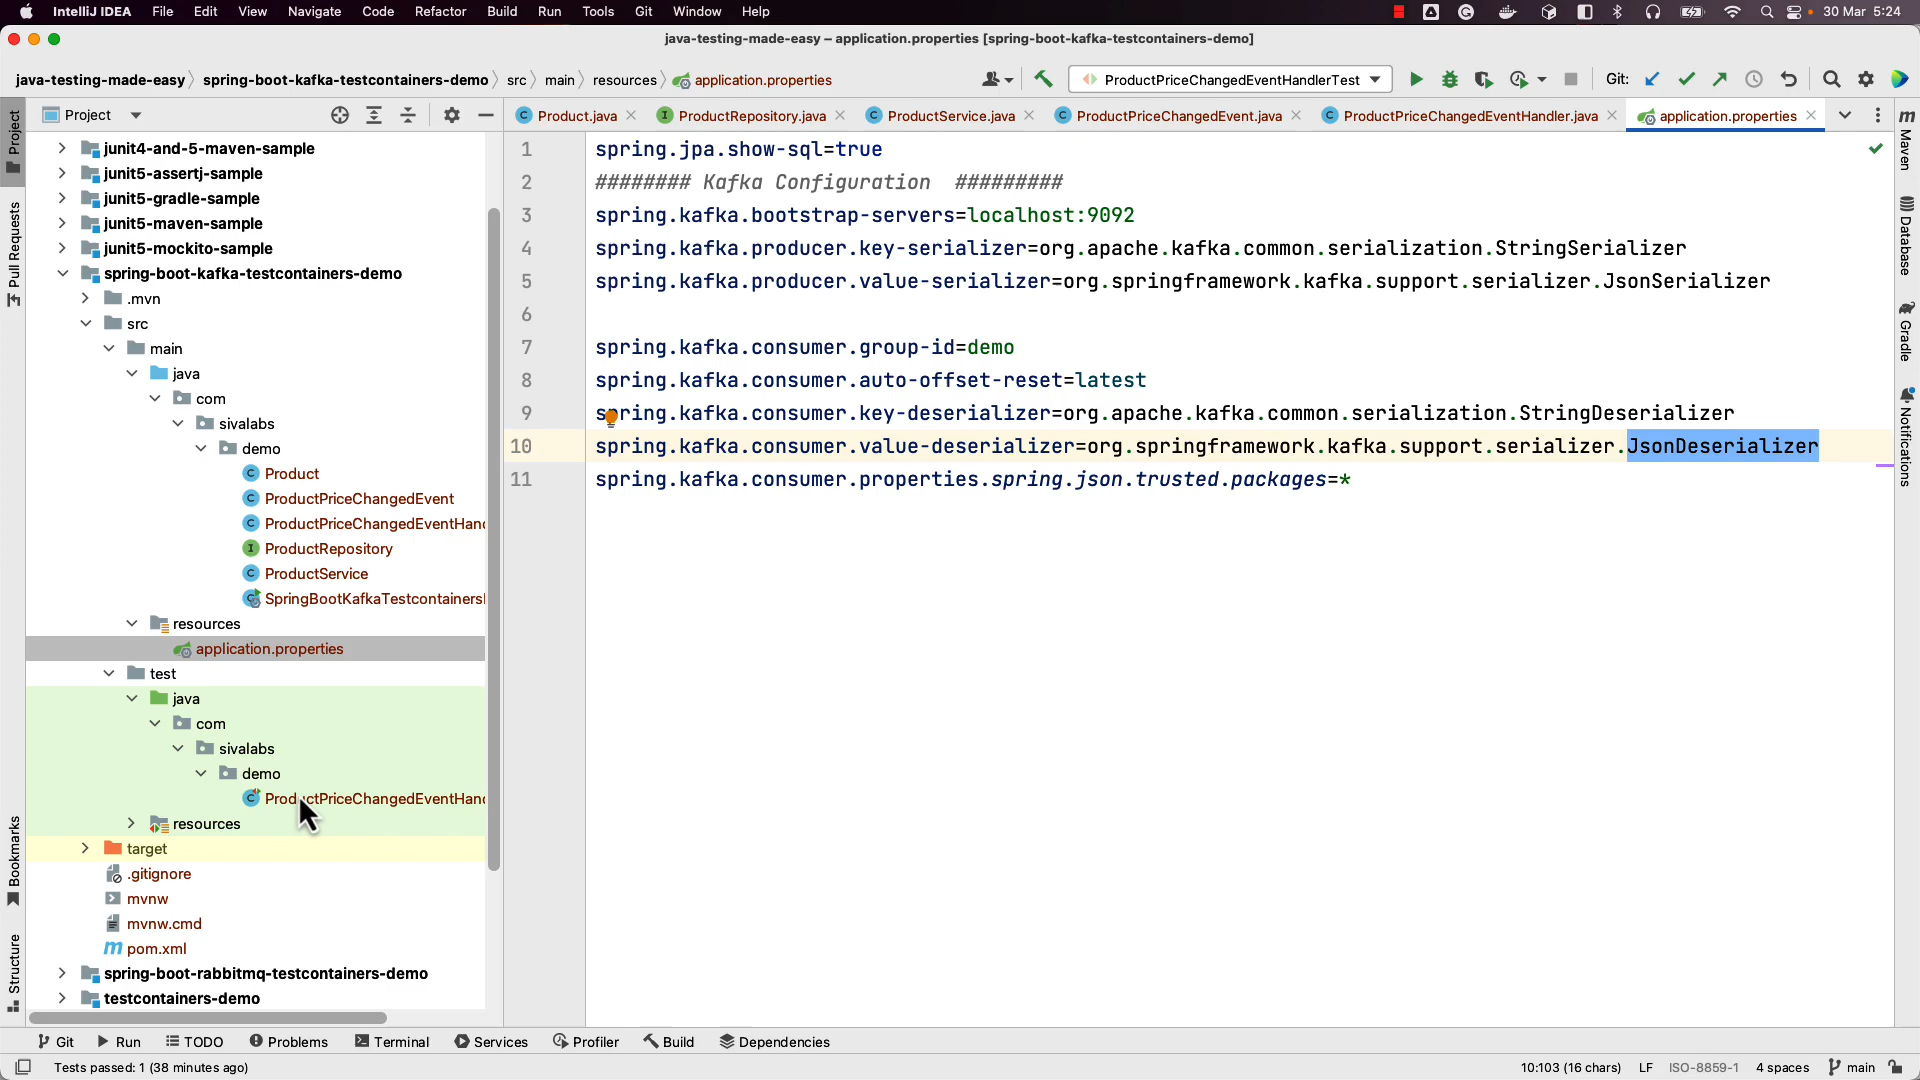 IntelliJ IDEA File Edit View Navigate Code Refactor Build Run Tools Git Window Help 30 Mar 5:24
java-testing-made-easy – application.properties [spring-boot-kafka-testcontainers-demo]
java-testing-made-easy spring-boot-kafka-testcontainers-demo src main resources application.properties ProductPriceChangedEventHandlerTest Git:
Project
Product.java ProductRepository.java ProductService.java ProductPriceChangedEvent.java ProductPriceChangedEventHandler.java application.properties
Project
Pull Requests
Bookmarks
Structure
junit4-and-5-maven-sample
junit5-assertj-sample
junit5-gradle-sample
junit5-maven-sample
junit5-mockito-sample
spring-boot-kafka-testcontainers-demo
.mvn
src
main
java
com
sivalabs
demo
Product
ProductPriceChangedEvent
ProductPriceChangedEventHand
ProductRepository
ProductService
SpringBootKafkaTestcontainers
resources
application.properties
test
java
com
sivalabs
demo
ProductPriceChangedEventHand
resources
target
.gitignore
mvnw
mvnw.cmd
pom.xml
spring-boot-rabbitmq-testcontainers-demo
testcontainers-demo
1 spring.jpa.show-sql=true
2 ######## Kafka Configuration #########
3 spring.kafka.bootstrap-servers=localhost:9092
4 spring.kafka.producer.key-serializer=org.apache.kafka.common.serialization.StringSerializer
5 spring.kafka.producer.value-serializer=org.springframework.kafka.support.serializer.JsonSerializer
6
7 spring.kafka.consumer.group-id=demo
8 spring.kafka.consumer.auto-offset-reset=latest
9 spring.kafka.consumer.key-deserializer=org.apache.kafka.common.serialization.StringDeserializer
10 spring.kafka.consumer.value-deserializer=org.springframework.kafka.support.serializer.JsonDeserializer
11 spring.kafka.consumer.properties.spring.json.trusted.packages=*
Maven
Database
Gradle
Notifications
Git Run TODO Problems Terminal Services Profiler Build Dependencies
Tests passed: 1 (38 minutes ago) 10:103 (16 chars) LF ISO-8859-1 4 spaces main